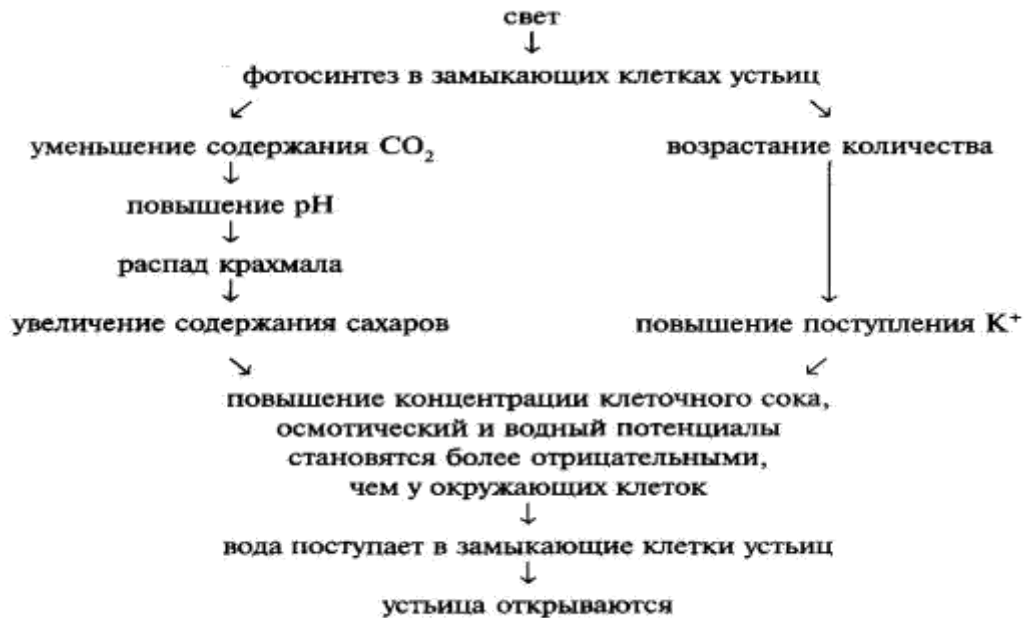 свет
фотосинтез в замыкающих клетках устьиц
уменьшение содержания CO₂
возрастание количества
повышение pH
распад крахмала
увеличение содержания сахаров
повышение поступления K⁺
повышение концентрации клеточного сока,
осмотический и водный потенциалы
становятся более отрицательными,
чем у окружающих клеток
вода поступает в замыкающие клетки устьиц
устьица открываются